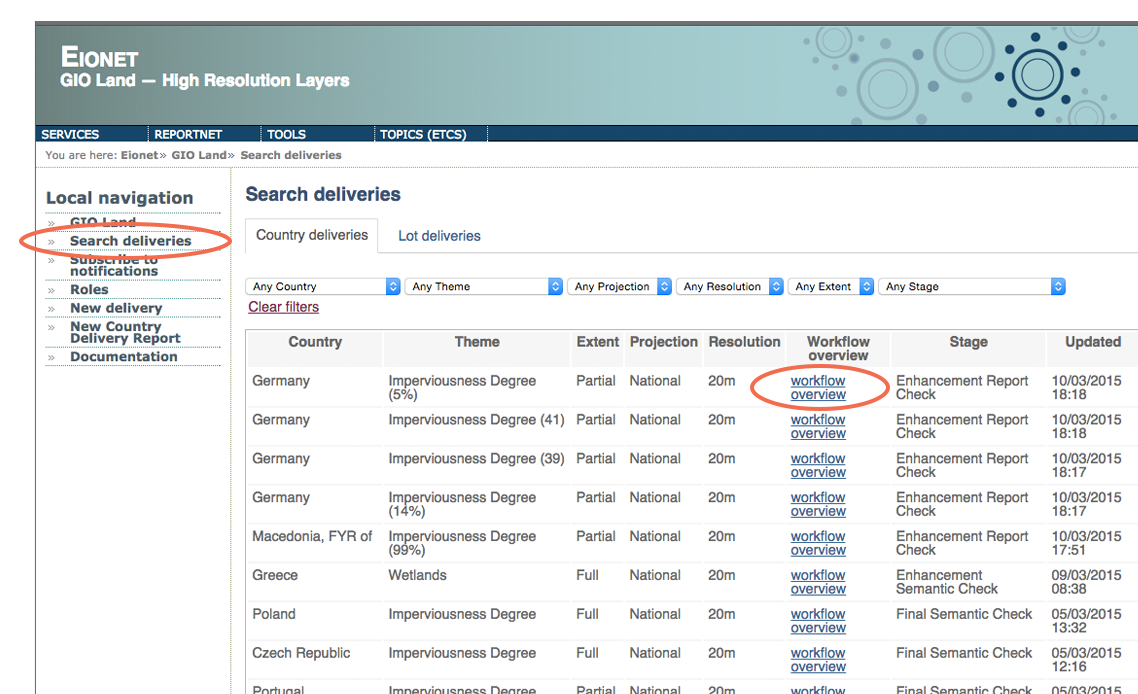 EIONET
GIO Land — High Resolution Layers
SERVICES REPORTNET TOOLS TOPICS (ETCS)
You are here: Eionet» GIO Land» Search deliveries
Local navigation
» GIO Land
» Search deliveries
» Subscribe to
notifications
» Roles
» New delivery
» New Country
Delivery Report
» Documentation
Search deliveries
Country deliveries Lot deliveries
Any Country Any Theme Any Projection Any Resolution Any Extent Any Stage
Clear filters
Country Theme Extent Projection Resolution Workflow Stage Updated
overview
Germany Imperviousness Degree Partial National 20m workflow Enhancement Report 10/03/2015
(5%) overview Check 18:18
Germany Imperviousness Degree (41) Partial National 20m workflow Enhancement Report 10/03/2015
overview Check 18:18
Germany Imperviousness Degree (39) Partial National 20m workflow Enhancement Report 10/03/2015
overview Check 18:17
Germany Imperviousness Degree Partial National 20m workflow Enhancement Report 10/03/2015
(14%) overview Check 18:17
Macedonia, FYR of Imperviousness Degree Partial National 20m workflow Enhancement Report 10/03/2015
(99%) overview Check 17:51
Greece Wetlands Full National 20m workflow Enhancement 09/03/2015
overview Semantic Check 08:38
Poland Imperviousness Degree Full National 20m workflow Final Semantic Check 05/03/2015
overview 13:32
Czech Republic Imperviousness Degree Full National 20m workflow Final Semantic Check 05/03/2015
overview 12:16
Portugal Imperviousness Degree Partial National 20m workflow Final Semantic Check 05/03/2015